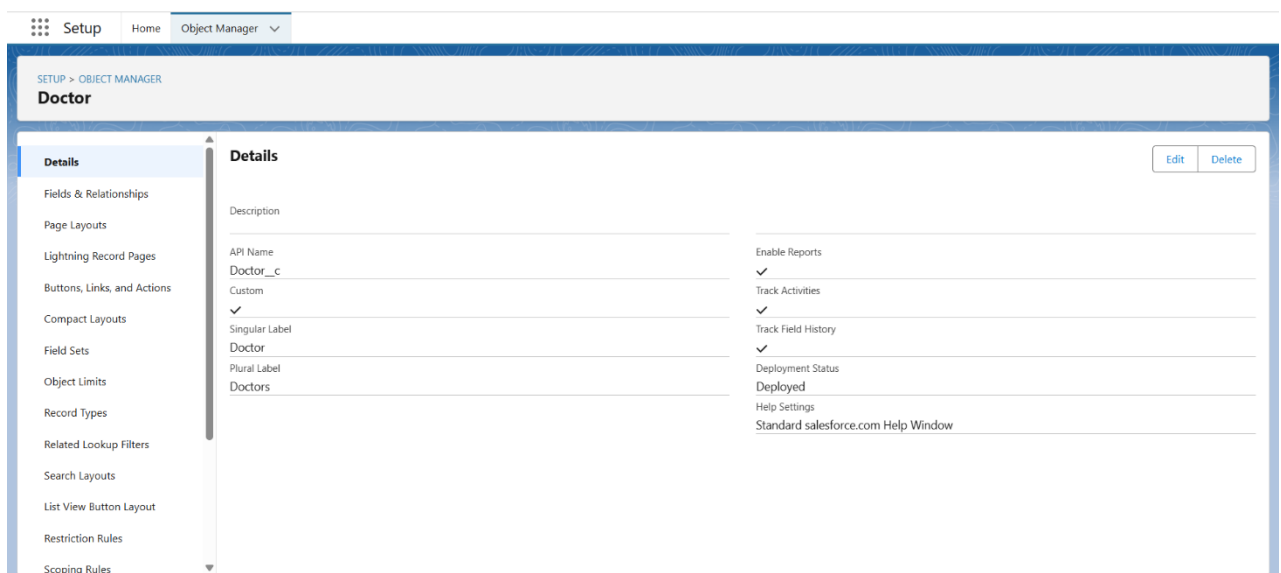 Setup Home Object Manager
SETUP > OBJECT MANAGER
Doctor
Details
Fields & Relationships
Page Layouts
Lightning Record Pages
Buttons, Links, and Actions
Compact Layouts
Field Sets
Object Limits
Record Types
Related Lookup Filters
Search Layouts
List View Button Layout
Restriction Rules
Scoping Rules
Details
Edit Delete
Description
API Name
Doctor__c
Custom
Singular Label
Doctor
Plural Label
Doctors
Enable Reports
Track Activities
Track Field History
Deployment Status
Deployed
Help Settings
Standard salesforce.com Help Window